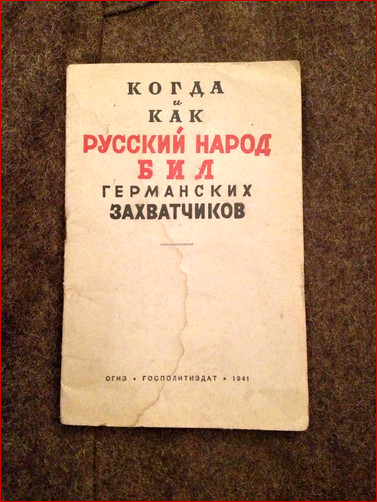 КОГДА
и
КАК
РУССКИЙ НАРОД
БИЛ
ГЕРМАНСКИХ
ЗАХВАТЧИКОВ
ОГИЗ • ГОСПОЛИТИЗДАТ • 1941